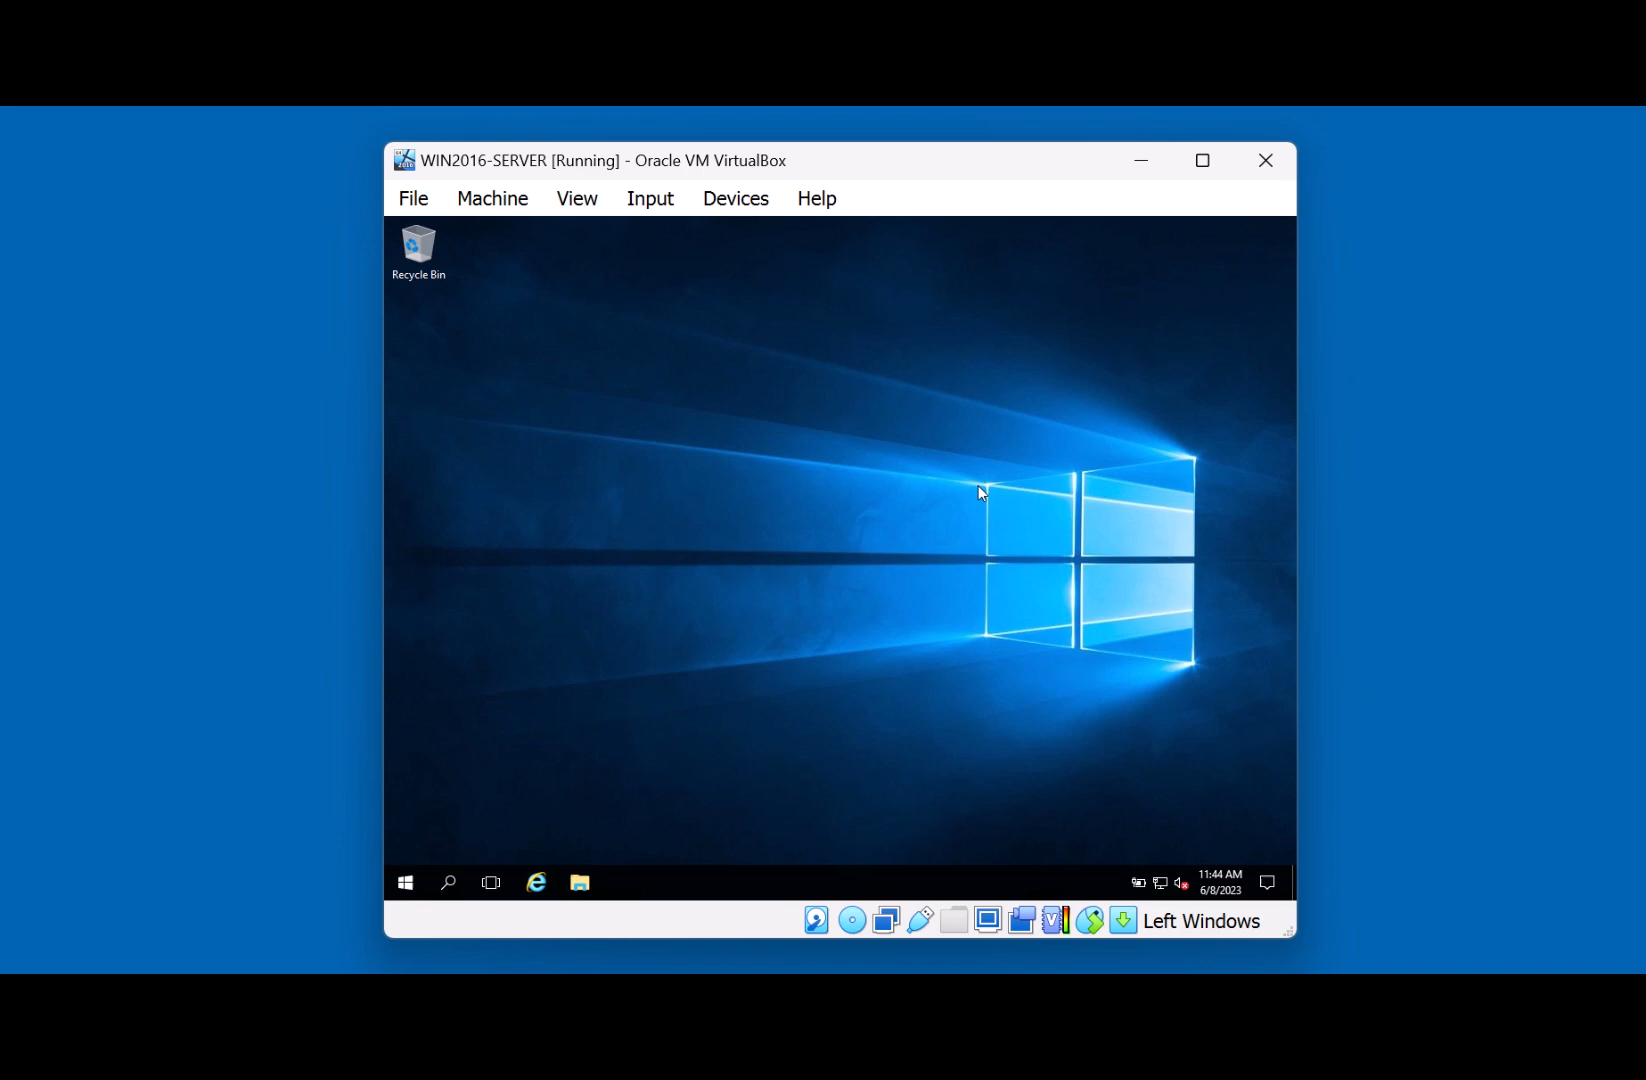 WIN2016-SERVER [Running] - Oracle VM VirtualBox
File Machine View Input Devices Help
Recycle Bin
11:44 AM
6/8/2023
Left Windows